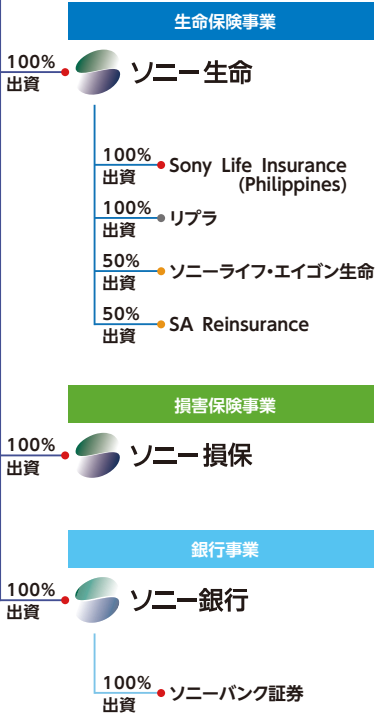 生命保険事業
100%
出資
ソニー生命
100%
出資
Sony Life Insurance
(Philippines)
100%
出資
リプラ
50%
出資
ソニーライフ・エイゴン生命
50%
出資
SA Reinsurance
損害保険事業
100%
出資
ソニー損保
銀行事業
100%
出資
ソニー銀行
100%
出資
ソニーバンク証券